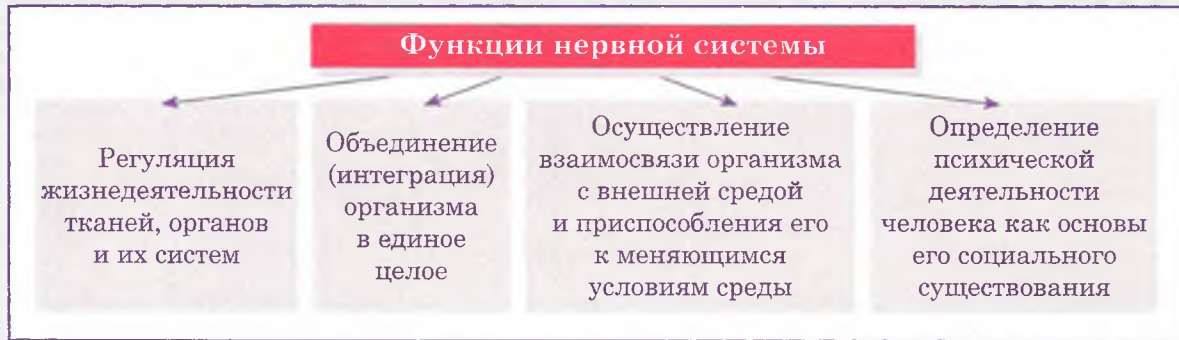 Функции нервной системы
Регуляция
жизнедеятельности
тканей, органов
и их систем
Объединение
(интеграция)
организма
в единое
целое
Осуществление
взаимосвязи организма
с внешней средой
и приспособления его
к меняющимся
условиям среды
Определение
психической
деятельности
человека как основы
его социального
существования